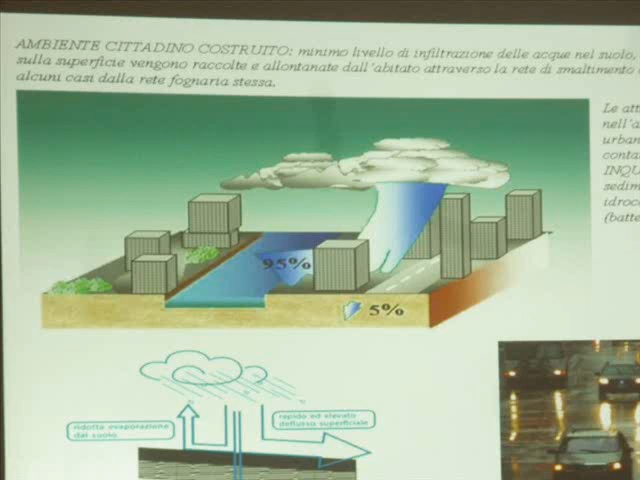 AMBIENTE CITTADINO COSTRUITO: minimo livello di infiltrazione delle acque nel suolo,
sulla superficie vengono raccolte e allontanate dall'abitato attraverso la rete di smaltimento
alcuni casi dalla rete fognaria stessa.
Le att
nell'a
urban
conta
INQU
sedim
idroc
(batte
95%
5%
ridotta evaporazione
dal suolo
rapido ed elevato
deflusso superficiale